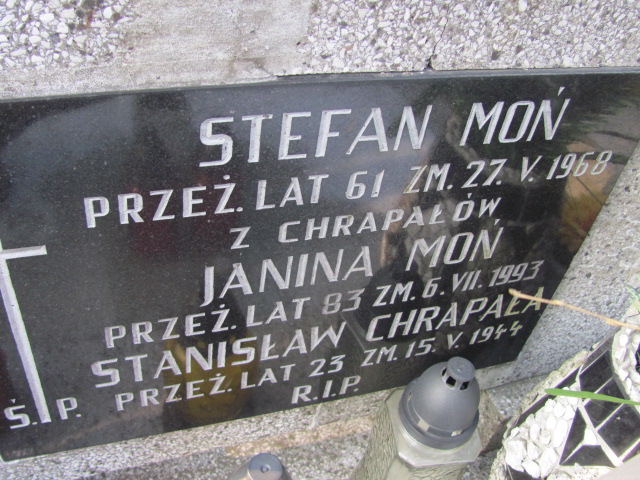 STEFAN MOŃ
PRZEŻ. LAT 61 ZM. 27. V. 1968
Z CHRAPAŁÓW
JANINA MOŃ
PRZEŻ. LAT 83 ZM. 6. VII. 1993
STANISŁAW CHRAPAŁA
Ś.P. PRZEŻ. LAT 23 ZM. 15. V. 1944
R.I.P.